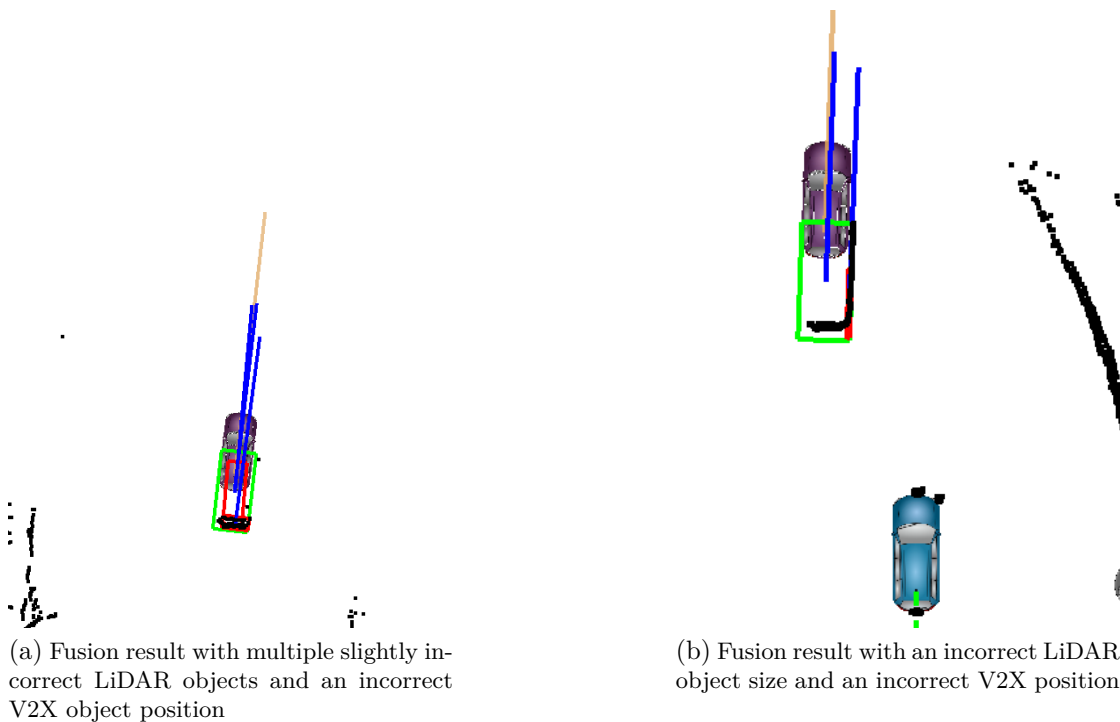 (a) Fusion result with multiple slightly in-
correct LiDAR objects and an incorrect
V2X object position
(b) Fusion result with an incorrect LiDAR
object size and an incorrect V2X position